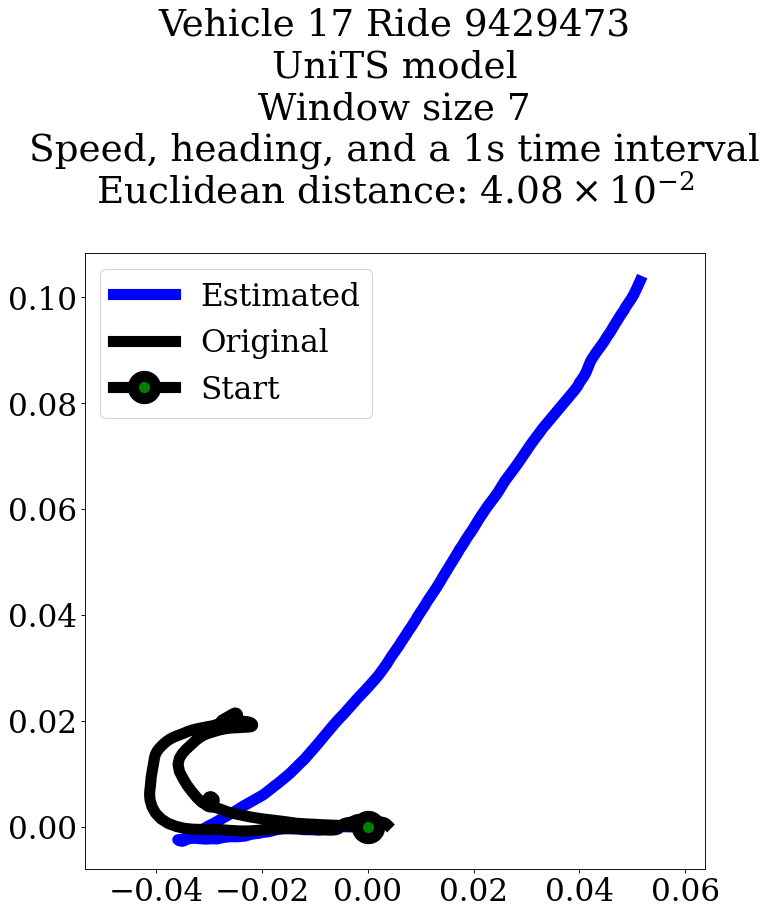 Vehicle 17 Ride 9429473
UniTS model
Window size 7
Speed, heading, and a 1s time interval
Euclidean distance: 4.08 × 10⁻²
Estimated
Original
Start
0.10
0.08
0.06
0.04
0.02
0.00
−0.04 −0.02 0.00 0.02 0.04 0.06